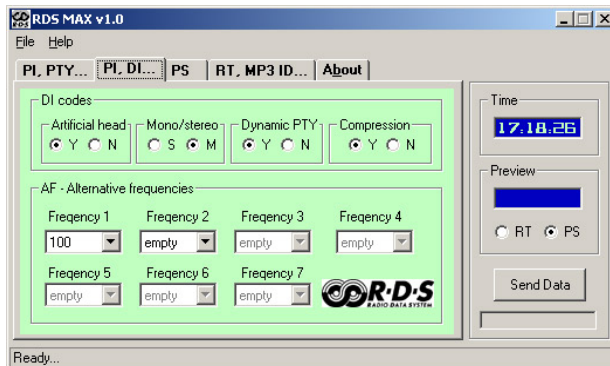 RDS MAX v1.0
File Help
PI, PTY... PI, DI... PS RT, MP3 ID... About
DI codes
Artificial head Mono/stereo Dynamic PTY Compression
Y N S M Y N Y N
AF - Alternative frequencies
Freqency 1 Freqency 2 Freqency 3 Freqency 4
100 empty empty empty
Freqency 5 Freqency 6 Freqency 7
empty empty empty
R·D·S
RADIO DATA SYSTEM
Time
17:18:26
Preview
RT PS
Send Data
Ready...